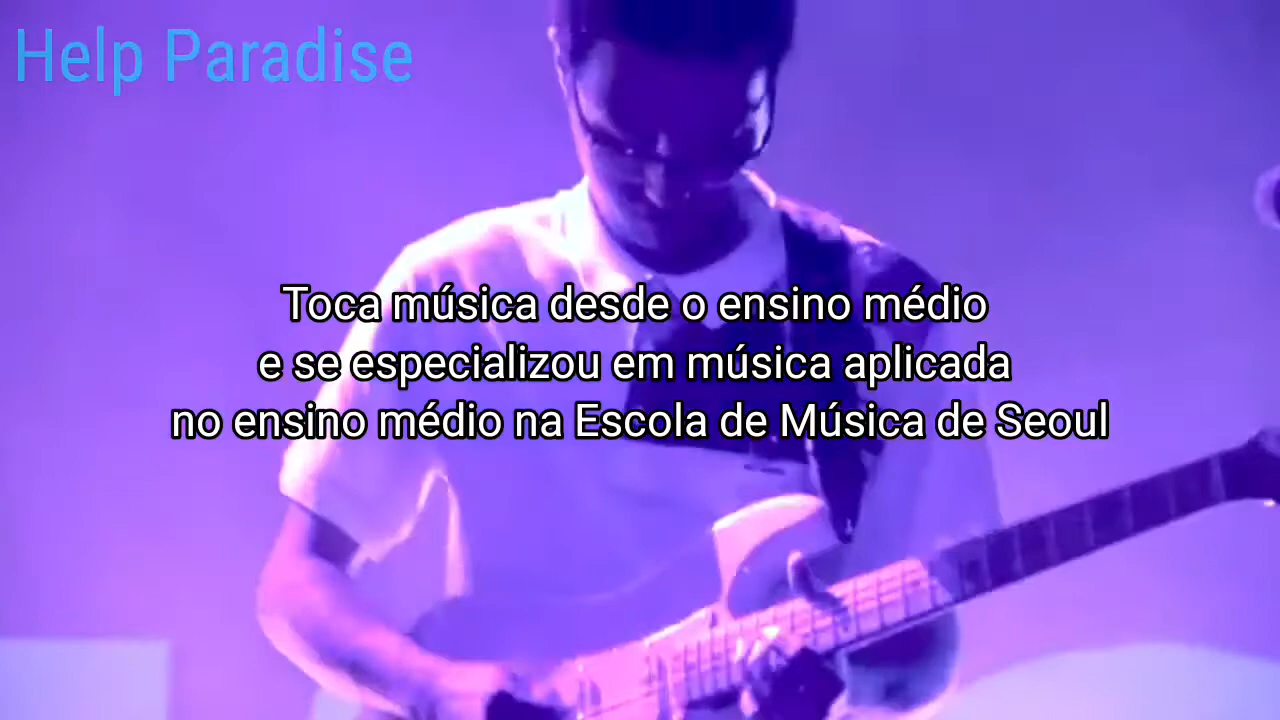 Help Paradise
Toca música desde o ensino médio
e se especializou em música aplicada
no ensino médio na Escola de Música de Seoul